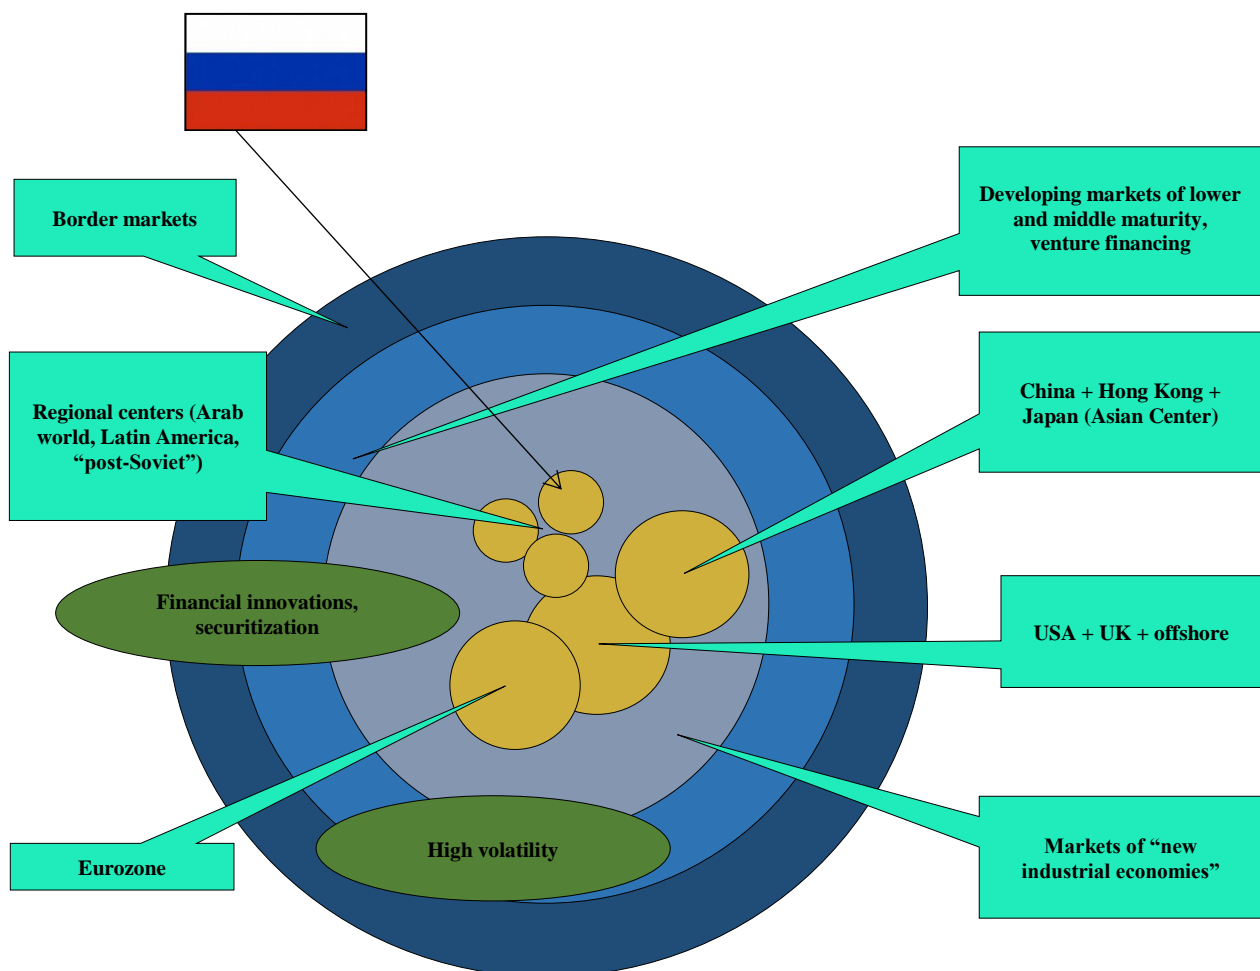 Border markets
Developing markets of lower
and middle maturity,
venture financing
Regional centers (Arab
world, Latin America,
“post-Soviet”)
China + Hong Kong +
Japan (Asian Center)
Financial innovations,
securitization
USA + UK + offshore
High volatility
Eurozone
Markets of “new
industrial economies”